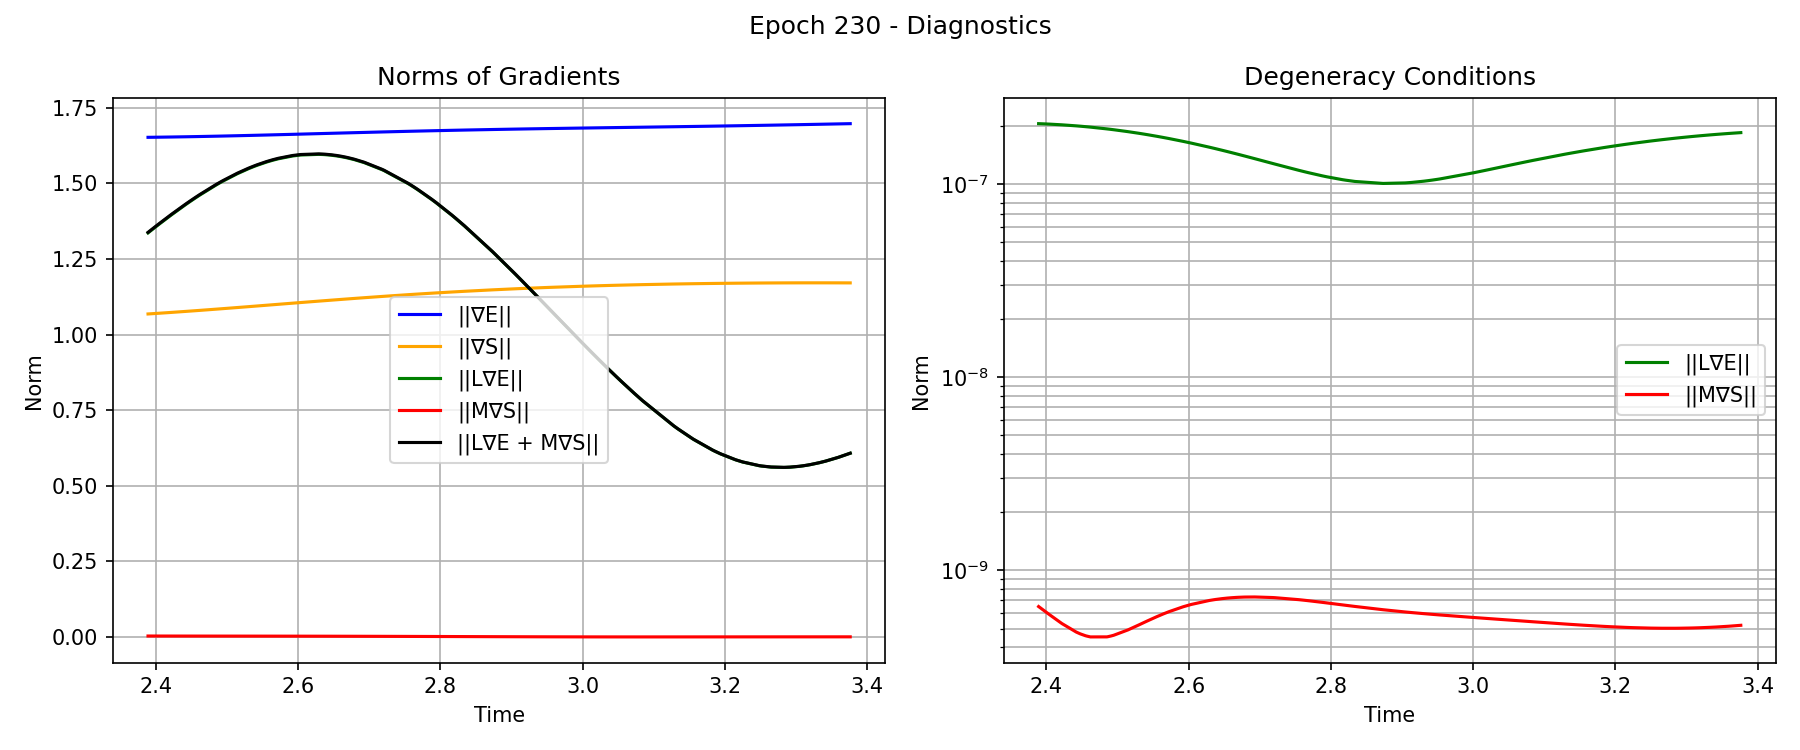 Epoch 230 - Diagnostics
Norms of Gradients
Norm
1.75
1.50
1.25
1.00
0.75
0.50
0.25
0.00
||∇E||
||∇S||
||L∇E||
||M∇S||
||L∇E + M∇S||
2.4 2.6 2.8 3.0 3.2 3.4
Time
Degeneracy Conditions
Norm
10⁻⁷
10⁻⁸
10⁻⁹
||L∇E||
||M∇S||
2.4 2.6 2.8 3.0 3.2 3.4
Time